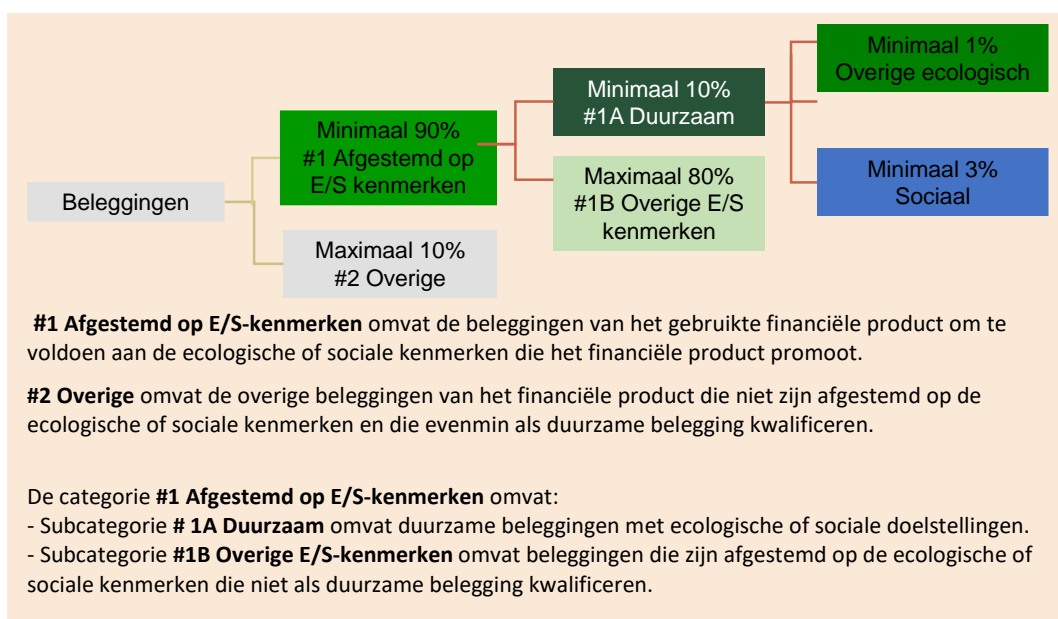 Beleggingen
Minimaal 90%
#1 Afgestemd op
E/S kenmerken
Maximaal 10%
#2 Overige
Minimaal 10%
#1A Duurzaam
Maximaal 80%
#1B Overige E/S
kenmerken
Minimaal 1%
Overige ecologisch
Minimaal 3%
Sociaal
#1 Afgestemd op E/S-kenmerken omvat de beleggingen van het gebruikte financiële product om te
voldoen aan de ecologische of sociale kenmerken die het financiële product promoot.
#2 Overige omvat de overige beleggingen van het financiële product die niet zijn afgestemd op de
ecologische of sociale kenmerken en die evenmin als duurzame belegging kwalificeren.
De categorie #1 Afgestemd op E/S-kenmerken omvat:
- Subcategorie # 1A Duurzaam omvat duurzame beleggingen met ecologische of sociale doelstellingen.
- Subcategorie #1B Overige E/S-kenmerken omvat beleggingen die zijn afgestemd op de ecologische of
sociale kenmerken die niet als duurzame belegging kwalificeren.